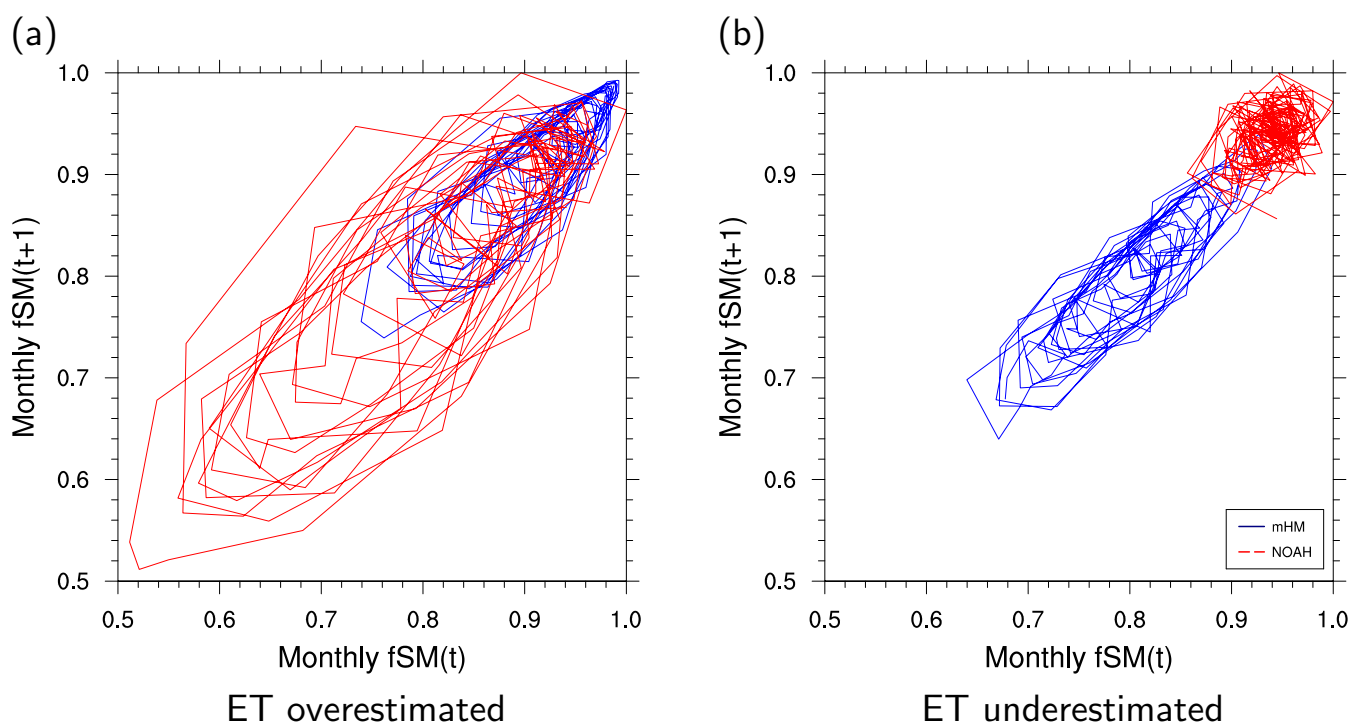 (a)
1.0
0.9
0.8
0.7
0.6
0.5
Monthly fSM(t+1)
0.5 0.6 0.7 0.8 0.9 1.0
Monthly fSM(t)
ET overestimated
(b)
1.0
0.9
0.8
0.7
0.6
0.5
Monthly fSM(t+1)
mHM
NOAH
0.5 0.6 0.7 0.8 0.9 1.0
Monthly fSM(t)
ET underestimated